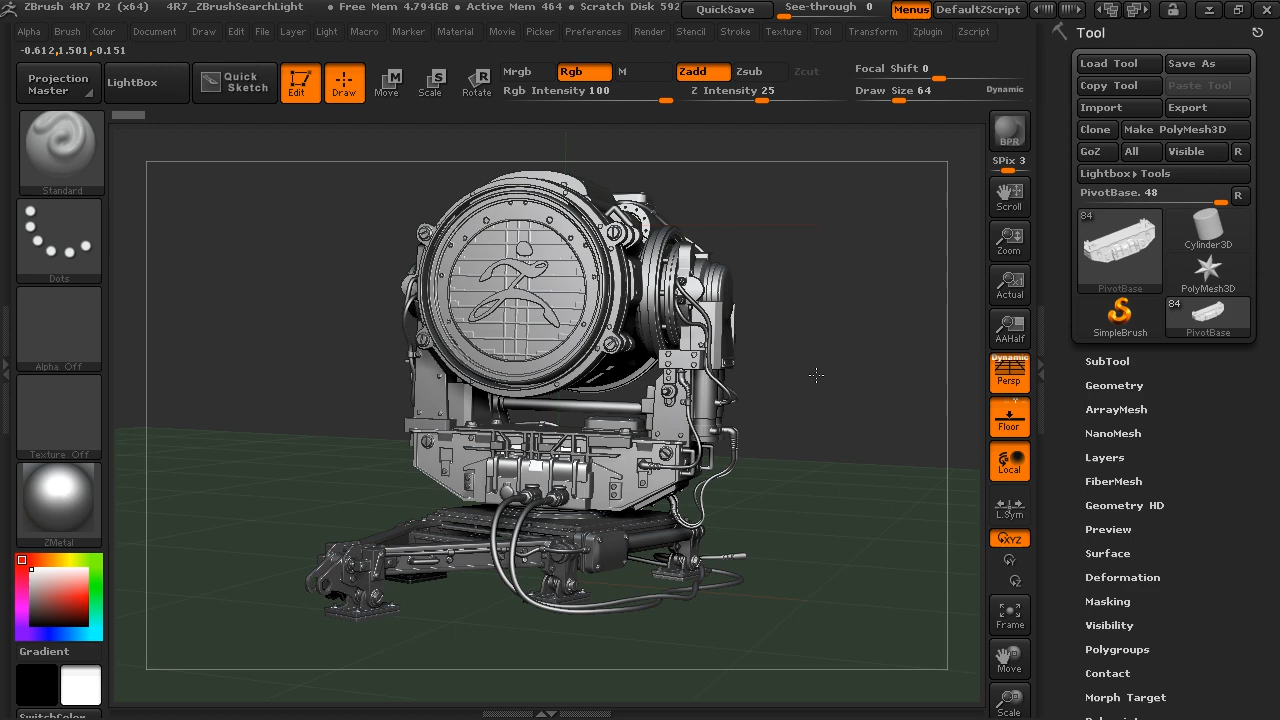 ZBrush 4R7 P2 (x64) 4R7_ZBrushSearchLight • Free Mem 4.794GB • Active Mem 464 • Scratch Disk 592 QuickSave See-through 0 Menus DefaultZScript
Alpha Brush Color Document Draw Edit File Layer Light Macro Marker Material Movie Picker Preferences Render Stencil Stroke Texture Tool Transform Zplugin Zscript
-0.612,1.501,-0.151
Projection Master
LightBox
Quick Sketch
Edit
Draw
Move
Scale
Rotate
Mrgb Rgb M
Rgb Intensity 100
Zadd Zsub Zcut
Z Intensity 25
Focal Shift 0
Draw Size 64
Dynamic
Standard
Dots
Alpha Off
Texture Off
ZMetal
Gradient
SwitchColor
BPR
SPix 3
Scroll
Zoom
Actual
AAHalf
Dynamic
Persp
Floor
Local
L.Sym
XYZ
Y
Z
Frame
Move
Scale
Tool
Load Tool Save As
Copy Tool Paste Tool
Import Export
Clone Make PolyMesh3D
GoZ All Visible R
Lightbox▸Tools
PivotBase. 48 R
84
PivotBase
Cylinder3D
PolyMesh3D
SimpleBrush
84
PivotBase
SubTool
Geometry
ArrayMesh
NanoMesh
Layers
FiberMesh
Geometry HD
Preview
Surface
Deformation
Masking
Visibility
Polygroups
Contact
Morph Target